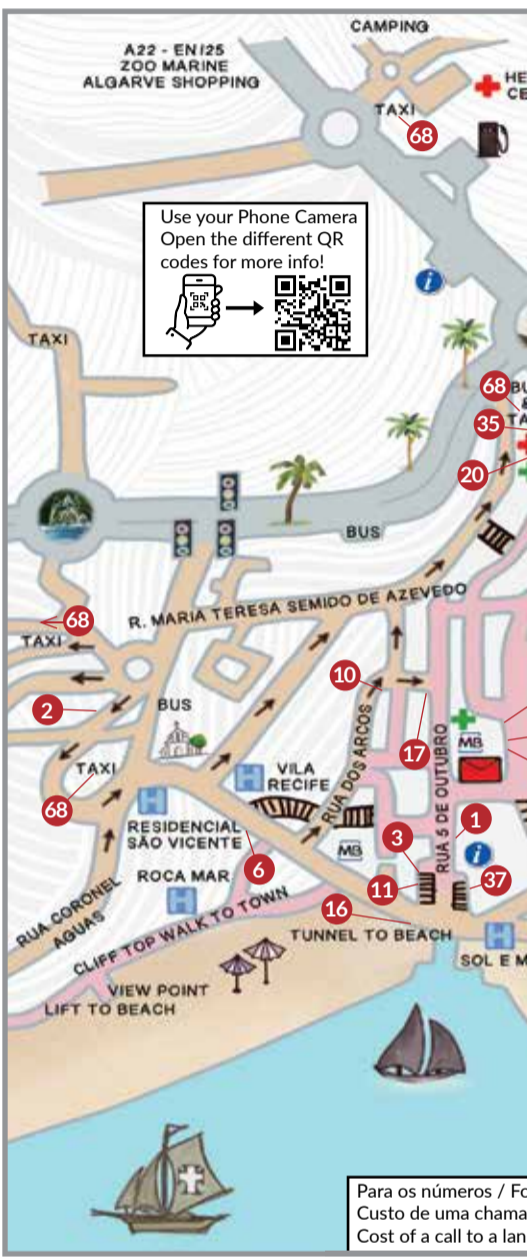 CAMPING
A22 - EN125
ZOO MARINE
ALGARVE SHOPPING
TAXI
68
Use your Phone Camera
Open the different QR
codes for more info!
i
TAXI
68
35
20
BUS
R. MARIA TERESA SEMIDO DE AZEVEDO
68
TAXI
2
BUS
10
17
MB
RUA DOS ARCOS
RUA 5 DE OUTUBRO
TAXI
68
H
VILA
RECIFE
H
RESIDENCIAL
SÃO VICENTE
6
MB
3
1
i
11
37
ROCA MAR
H
16
RUA CORONEL
AGUAS
CLIFF TOP WALK TO TOWN
TUNNEL TO BEACH
H
SOL E M
VIEW POINT
LIFT TO BEACH
Para os números / Fo
Custo de uma chama
Cost of a call to a lan